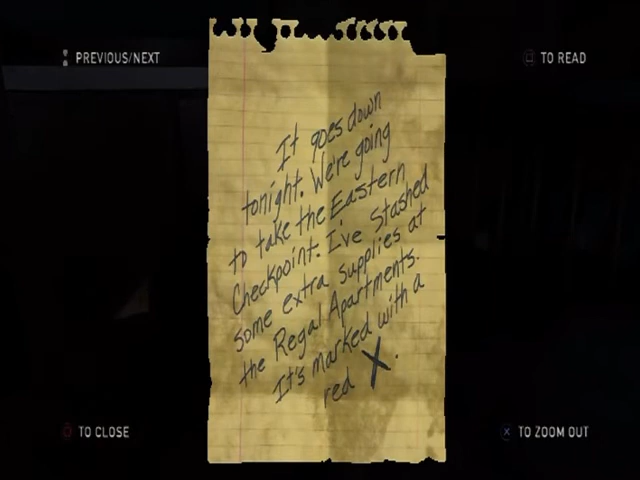 PREVIOUS/NEXT
TO READ
It goes down
tonight. We're going
to take the Eastern
Checkpoint. I've Stashed
some extra supplies at
the Regal Apartments.
It's marked with a
red X.
TO CLOSE
TO ZOOM OUT